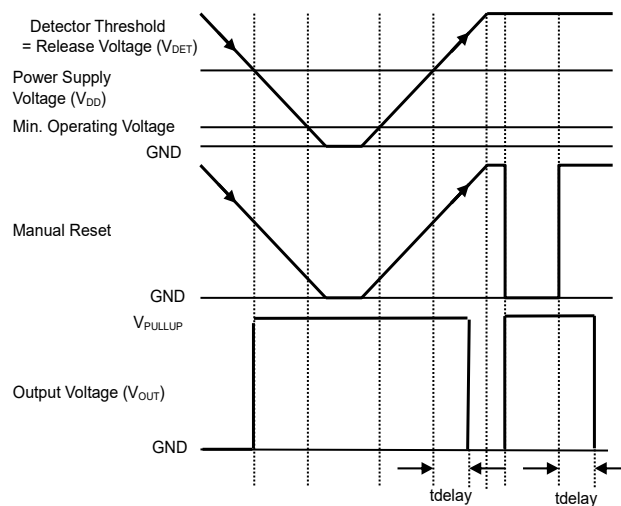 Detector Threshold
= Release Voltage (VDET)
Power Supply
Voltage (VDD)
Min. Operating Voltage
GND
Manual Reset
GND
VPULLUP
Output Voltage (VOUT)
GND
tdelay
tdelay